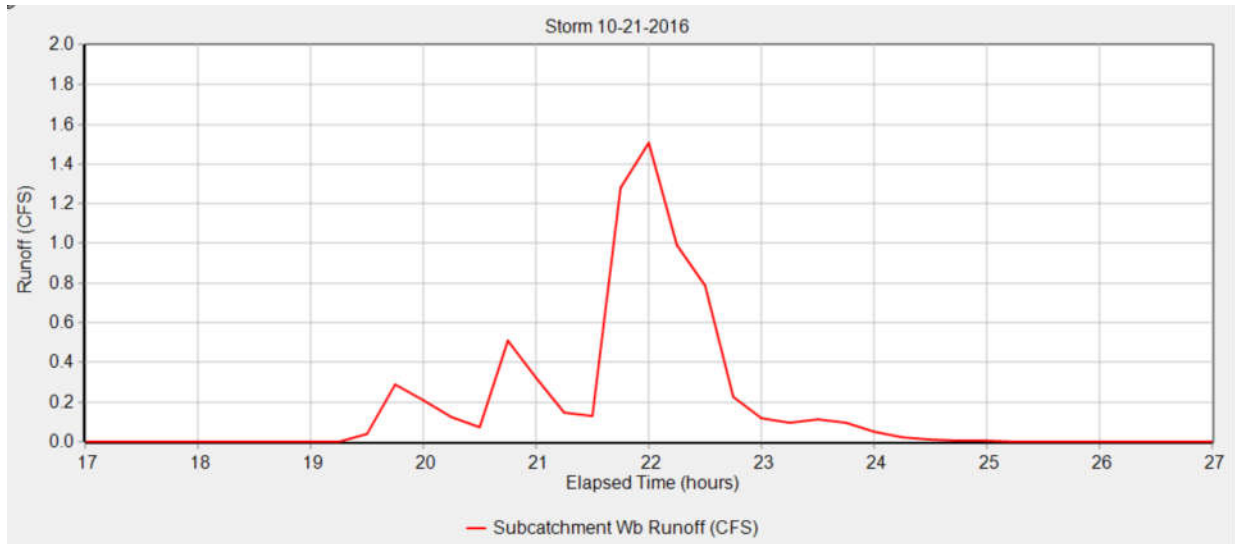 Storm 10-21-2016
2.0
1.8
1.6
1.4
1.2
1.0
0.8
0.6
0.4
0.2
0.0
Runoff (CFS)
17 18 19 20 21 22 23 24 25 26 27
Elapsed Time (hours)
Subcatchment Wb Runoff (CFS)